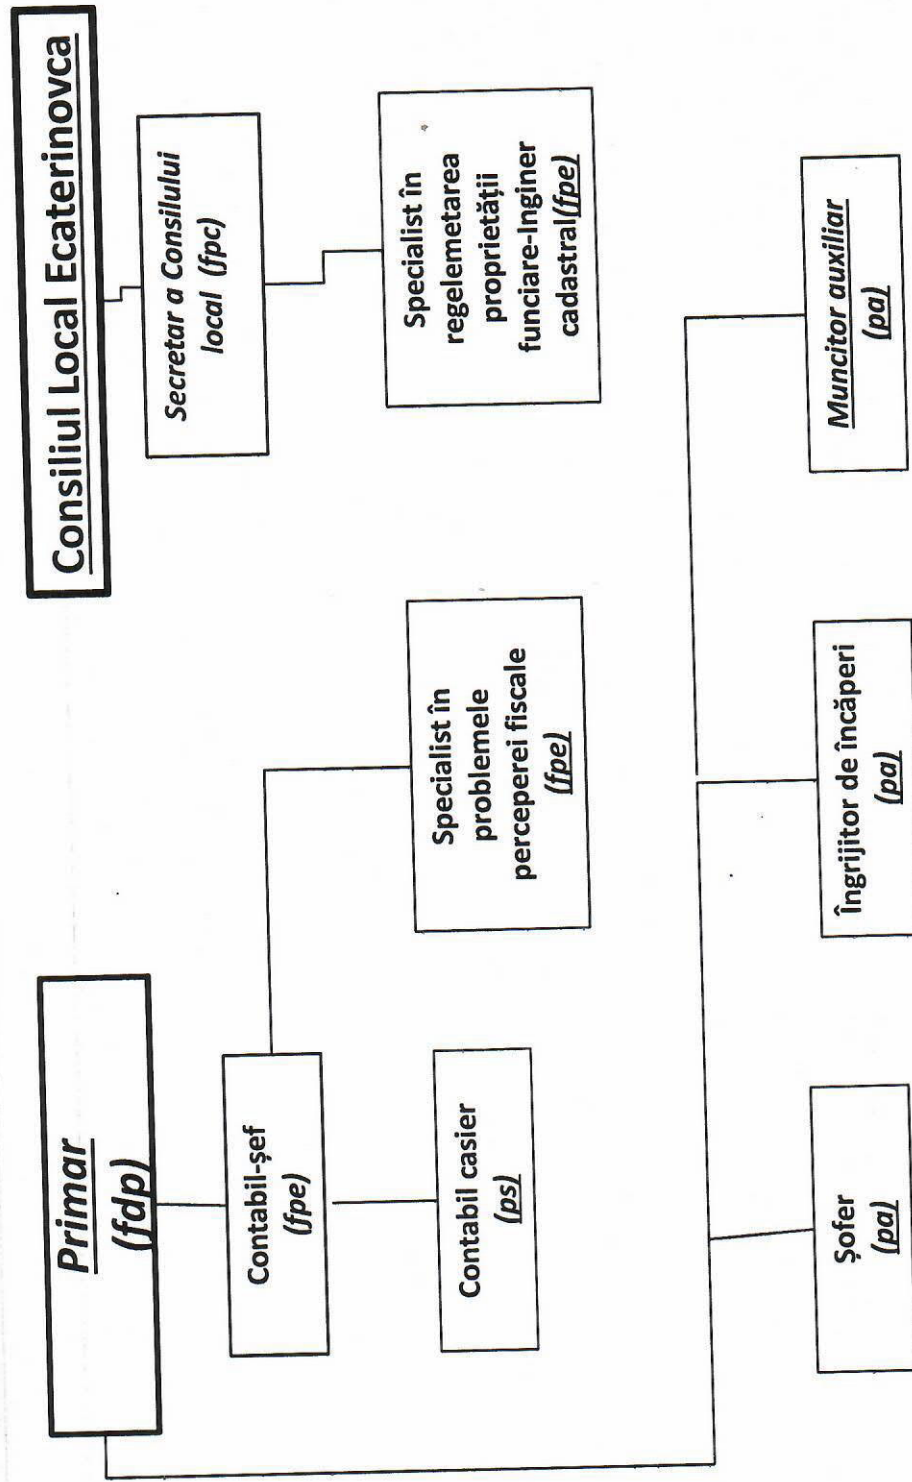 Consiliul Local Ecaterinovca
Secretar a Consilului
local (fpc)
Specialist în
regelemetarea
proprietății
funciare-Inginer
cadastral(fpe)
Primar
(fdp)
Contabil-șef
(fpe)
Specialist în
problemele
perceperei fiscale
(fpe)
Contabil casier
(ps)
Șofer
(pa)
Îngrijitor de încăperi
(pa)
Muncitor auxiliar
(pa)